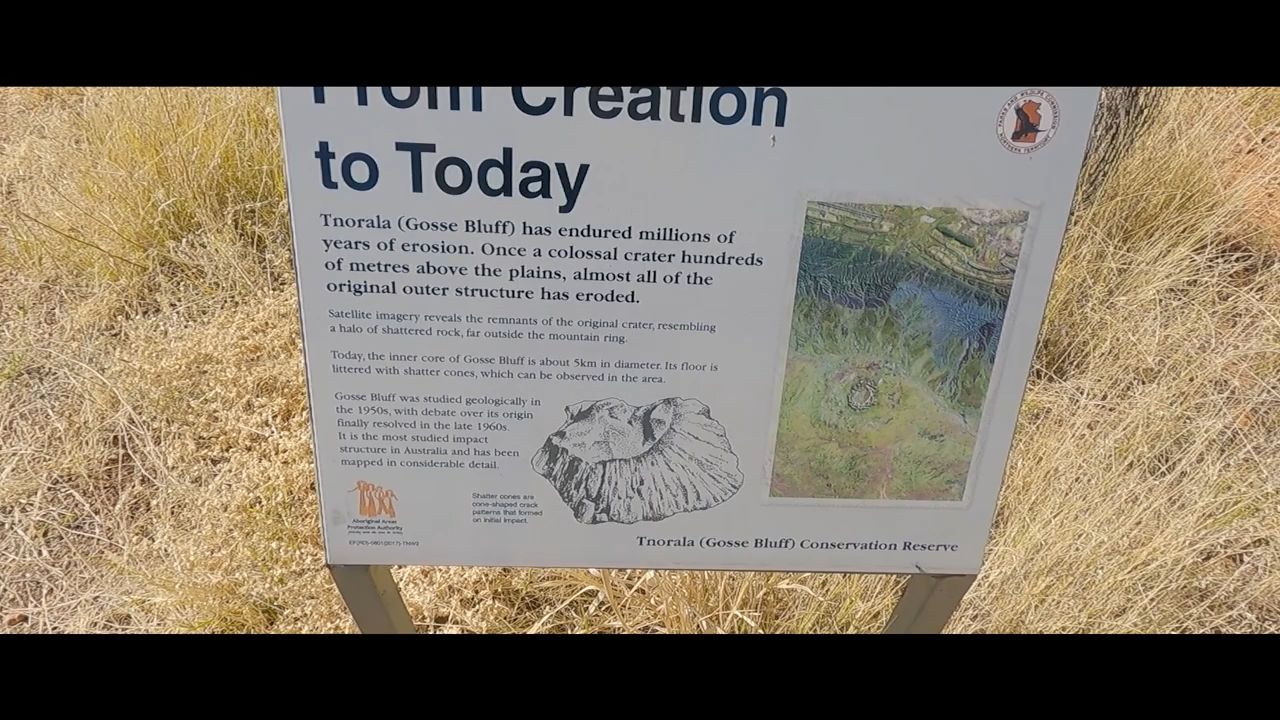 From Creation
to Today
PARKS AND WILDLIFE COMMISSION
NORTHERN TERRITORY
Tnorala (Gosse Bluff) has endured millions of
years of erosion. Once a colossal crater hundreds
of metres above the plains, almost all of the
original outer structure has eroded.
Satellite imagery reveals the remnants of the original crater, resembling
a halo of shattered rock, far outside the mountain ring.
Today, the inner core of Gosse Bluff is about 5km in diameter. Its floor is
littered with shatter cones, which can be observed in the area.
Gosse Bluff was studied geologically in
the 1950s, with debate over its origin
finally resolved in the late 1960s.
It is the most studied impact
structure in Australia and has been
mapped in considerable detail.
Shatter cones are
cone-shaped crack
patterns that formed
on initial impact.
Aboriginal Areas
Protection Authority
Tnorala (Gosse Bluff) Conservation Reserve